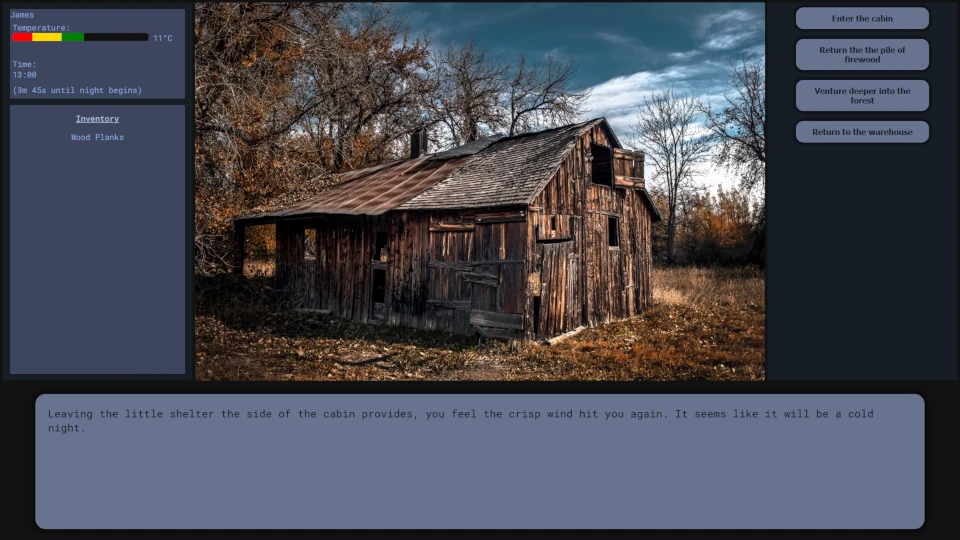 James
Temperature:
11°C
Time:
13:00
(3m 45s until night begins)
Inventory
Wood Planks
Enter the cabin
Return the the pile of
firewood
Venture deeper into the
forest
Return to the warehouse
Leaving the little shelter the side of the cabin provides, you feel the crisp wind hit you again. It seems like it will be a cold
night.